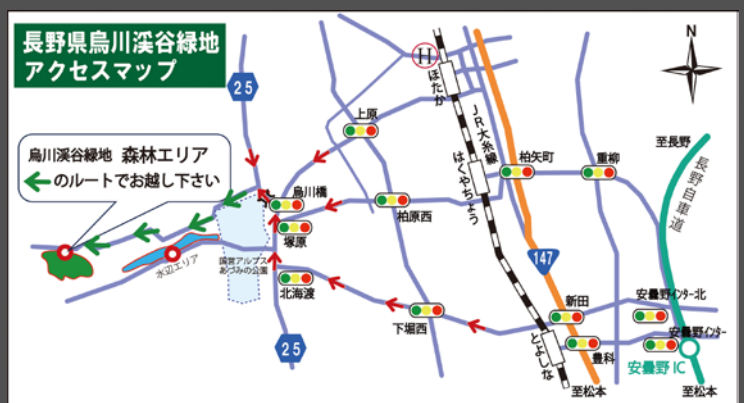 長野県烏川渓谷緑地
アクセスマップ
N
25
H
ほたか
上原
JR大糸線
至長野
長野自動車道
烏川渓谷緑地 森林エリア
のルートでお越し下さい
はくやちょう
柏矢町
重柳
烏川橋
柏原西
塚原
水辺エリア
国営アルプス
あづみの公園
北海渡
147
新田
安曇野インター北
下堀西
とよしな
豊科
安曇野インター
安曇野IC
25
至松本
至松本